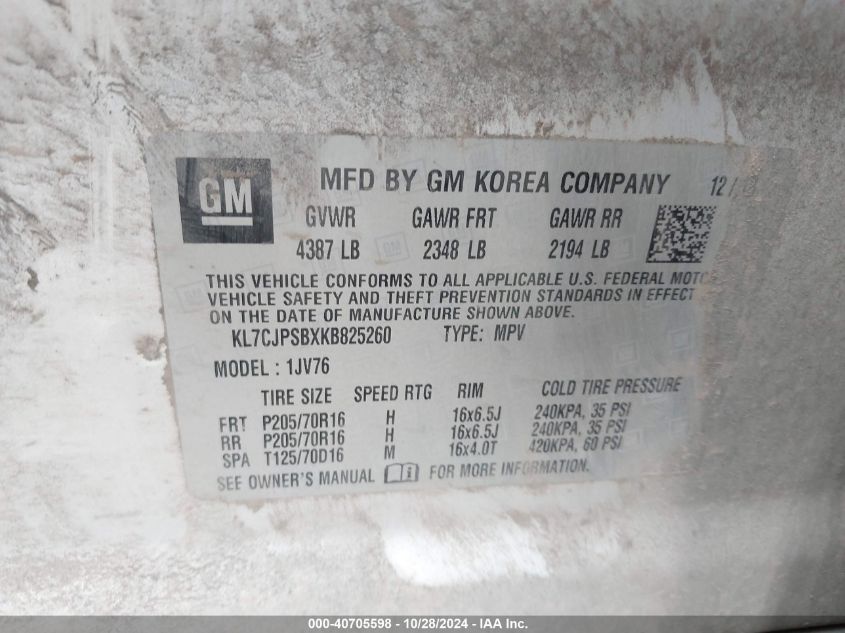 GM MFD BY GM KOREA COMPANY 12/
GVWR GAWR FRT GAWR RR
4387 LB GM 2348 LB 2194 LB
THIS VEHICLE CONFORMS TO ALL APPLICABLE U.S. FEDERAL MOTO
VEHICLE SAFETY AND THEFT PREVENTION STANDARDS IN EFFECT
ON THE DATE OF MANUFACTURE SHOWN ABOVE.
KL7CJPSBXKB825260 TYPE: MPV
MODEL : 1JV76
TIRE SIZE SPEED RTG RIM COLD TIRE PRESSURE
FRT P205/70R16 H 16x6.5J 240KPA, 35 PSI
RR P205/70R16 H 16x6.5J 240KPA, 35 PSI
SPA T125/70D16 M 16x4.0T 420KPA, 60 PSI
SEE OWNER'S MANUAL i FOR MORE INFORMATION.
000-40705598 - 10/28/2024 - IAA Inc.